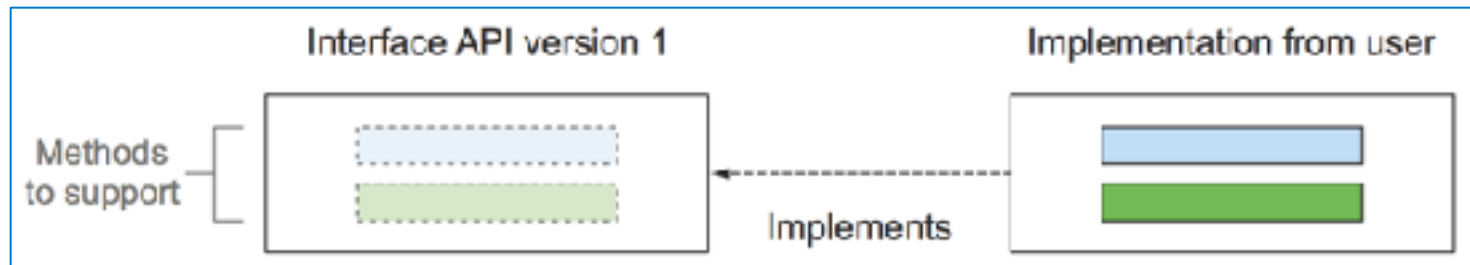 Interface API version 1
Implementation from user
Methods
to support
Implements